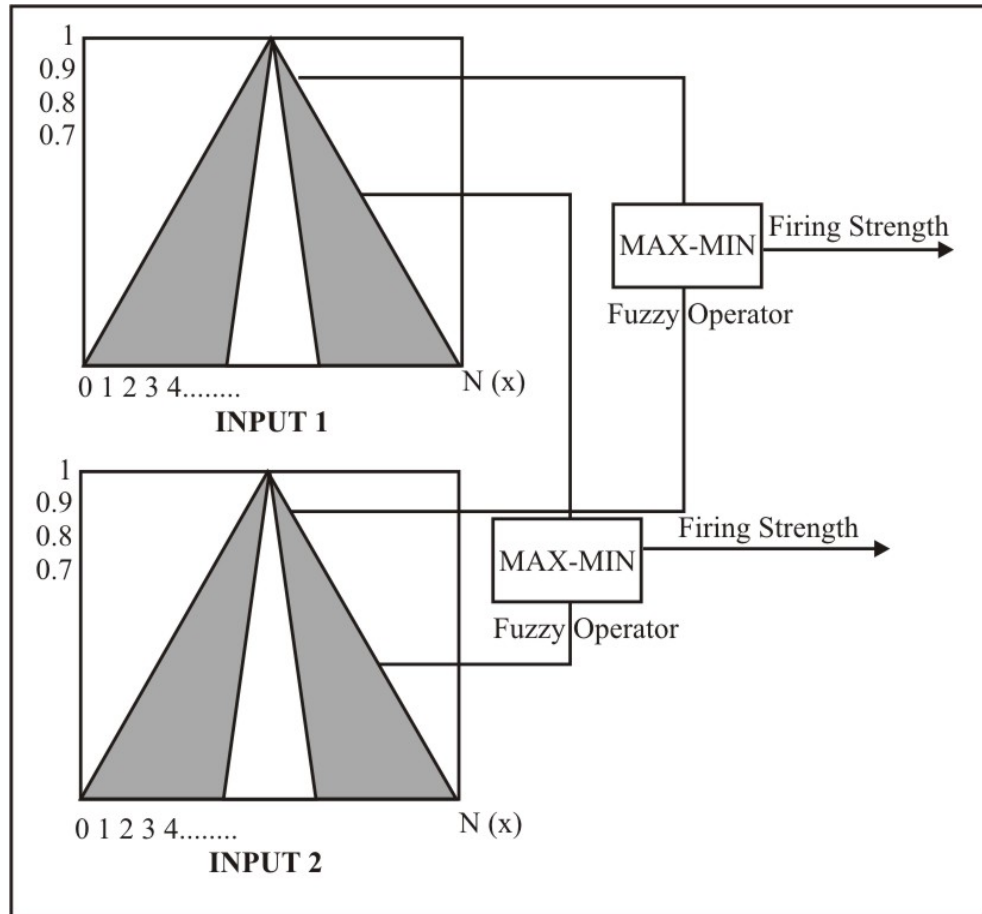 1
0.9
0.8
0.7
0 1 2 3 4........
N (x)
INPUT 1
MAX-MIN
Firing Strength
Fuzzy Operator
1
0.9
0.8
0.7
0 1 2 3 4........
N (x)
INPUT 2
MAX-MIN
Firing Strength
Fuzzy Operator